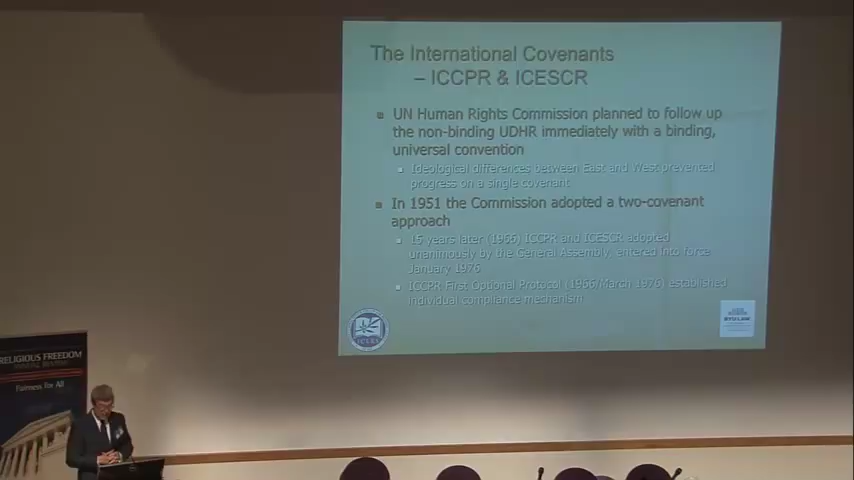 The International Covenants
– ICCPR & ICESCR
UN Human Rights Commission planned to follow up
the non-binding UDHR immediately with a binding,
universal convention
Ideological differences between East and West prevented
progress on a single covenant
In 1951 the Commission adopted a two-covenant
approach
15 years later (1966) ICCPR and ICESCR adopted
unanimously by the General Assembly, entered into force
January 1976
ICCPR First Optional Protocol (1966/March 1976) established
individual compliance mechanism
RELIGIOUS FREEDOM
Fairness for All